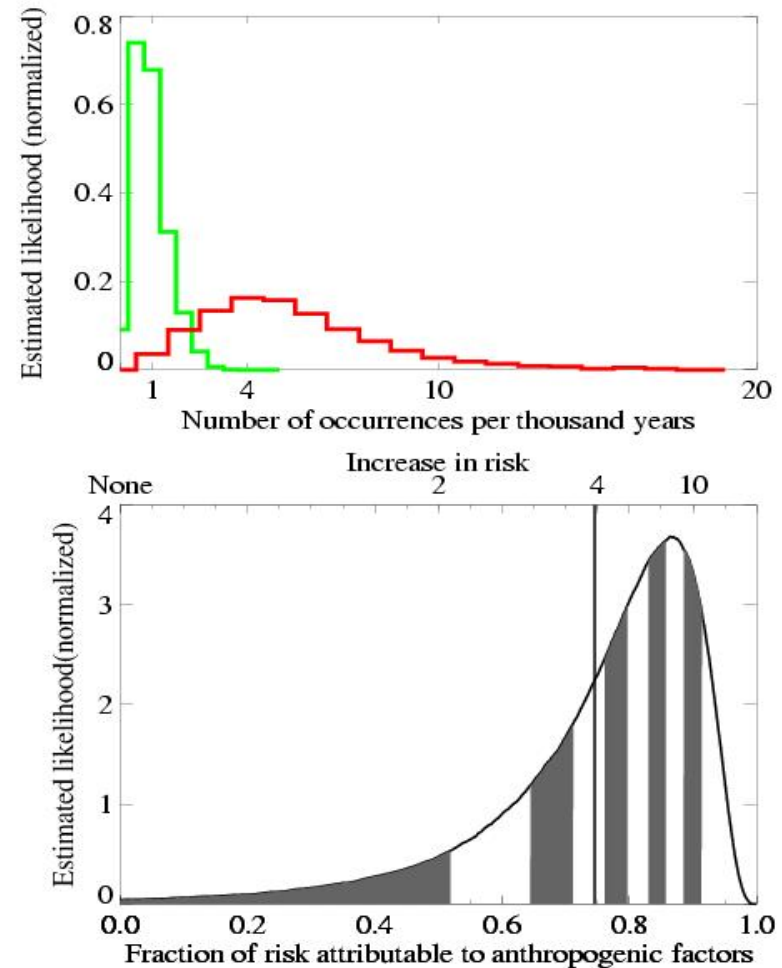 Estimated likelihood (normalized)
0.8
0.6
0.4
0.2
0
1 4 10 20
Number of occurrences per thousand years
Increase in risk
None 2 4 10
Estimated likelihood(normalized)
4
3
2
1
0
0.0 0.2 0.4 0.6 0.8 1.0
Fraction of risk attributable to anthropogenic factors